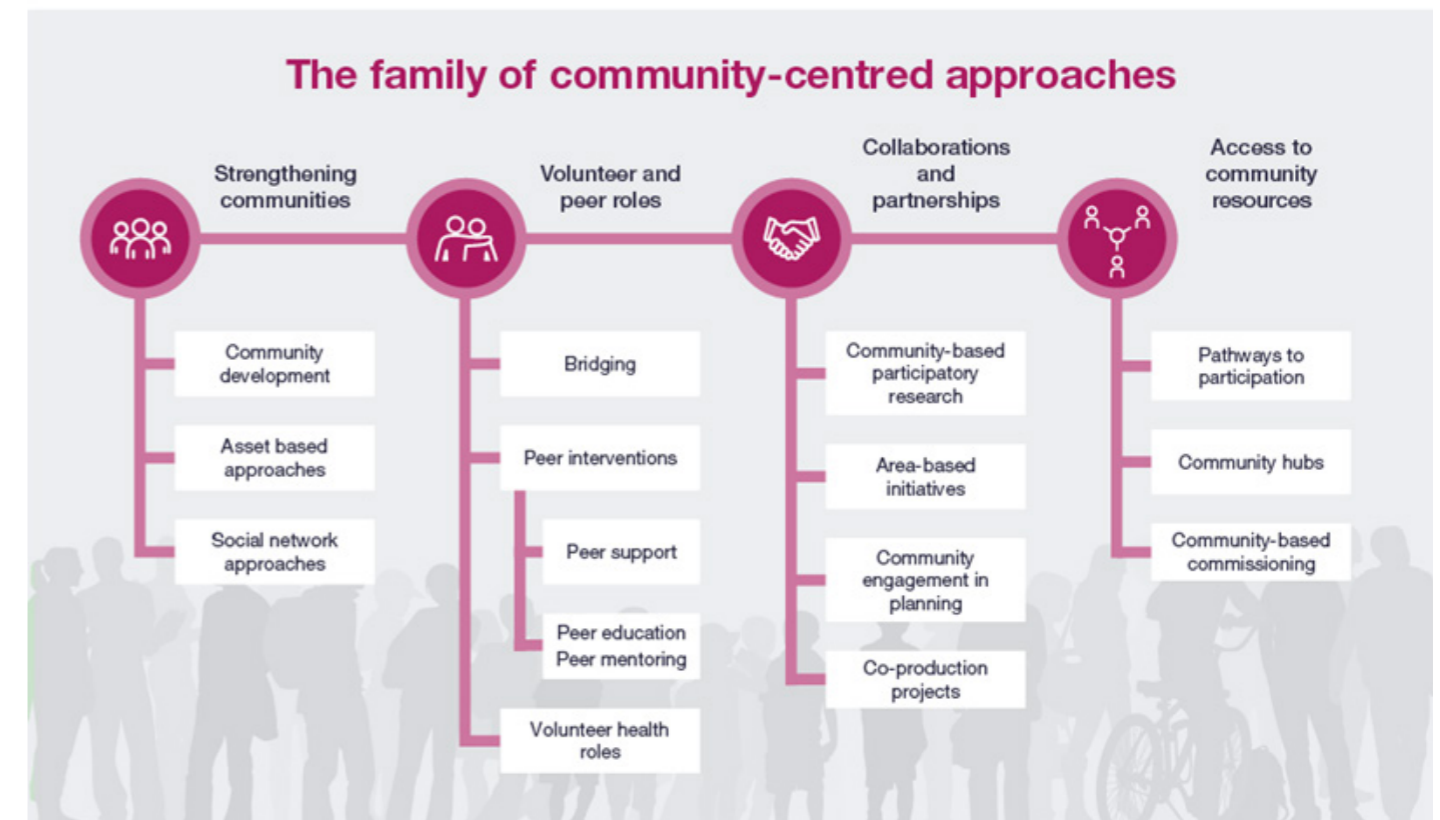 The family of community-centred approaches
Strengthening
communities
Community
development
Asset based
approaches
Social network
approaches
Volunteer and
peer roles
Bridging
Peer interventions
Peer support
Peer education
Peer mentoring
Volunteer health
roles
Collaborations
and
partnerships
Community-based
participatory
research
Area-based
initiatives
Community
engagement in
planning
Co-production
projects
Access to
community
resources
Pathways to
participation
Community hubs
Community-based
commissioning